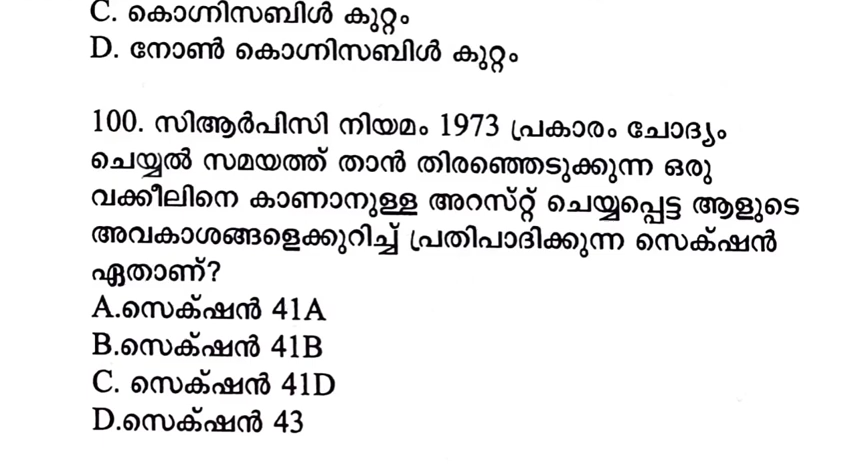 C. കൊഗ്നിസബിൾ കുറ്റം
D. നോൺ കൊഗ്നിസബിൾ കുറ്റം
100. സിആർപിസി നിയമം 1973 പ്രകാരം ചോദ്യം
ചെയ്യൽ സമയത്ത് താൻ തിരഞ്ഞെടുക്കുന്ന ഒരു
വക്കീലിനെ കാണാനുള്ള അറസ്റ്റ് ചെയ്യപ്പെട്ട ആളുടെ
അവകാശങ്ങളെക്കുറിച്ച് പ്രതിപാദിക്കുന്ന സെക്ഷൻ
ഏതാണ്?
A.സെക്ഷൻ 41A
B.സെക്ഷൻ 41B
C. സെക്ഷൻ 41D
D.സെക്ഷൻ 43